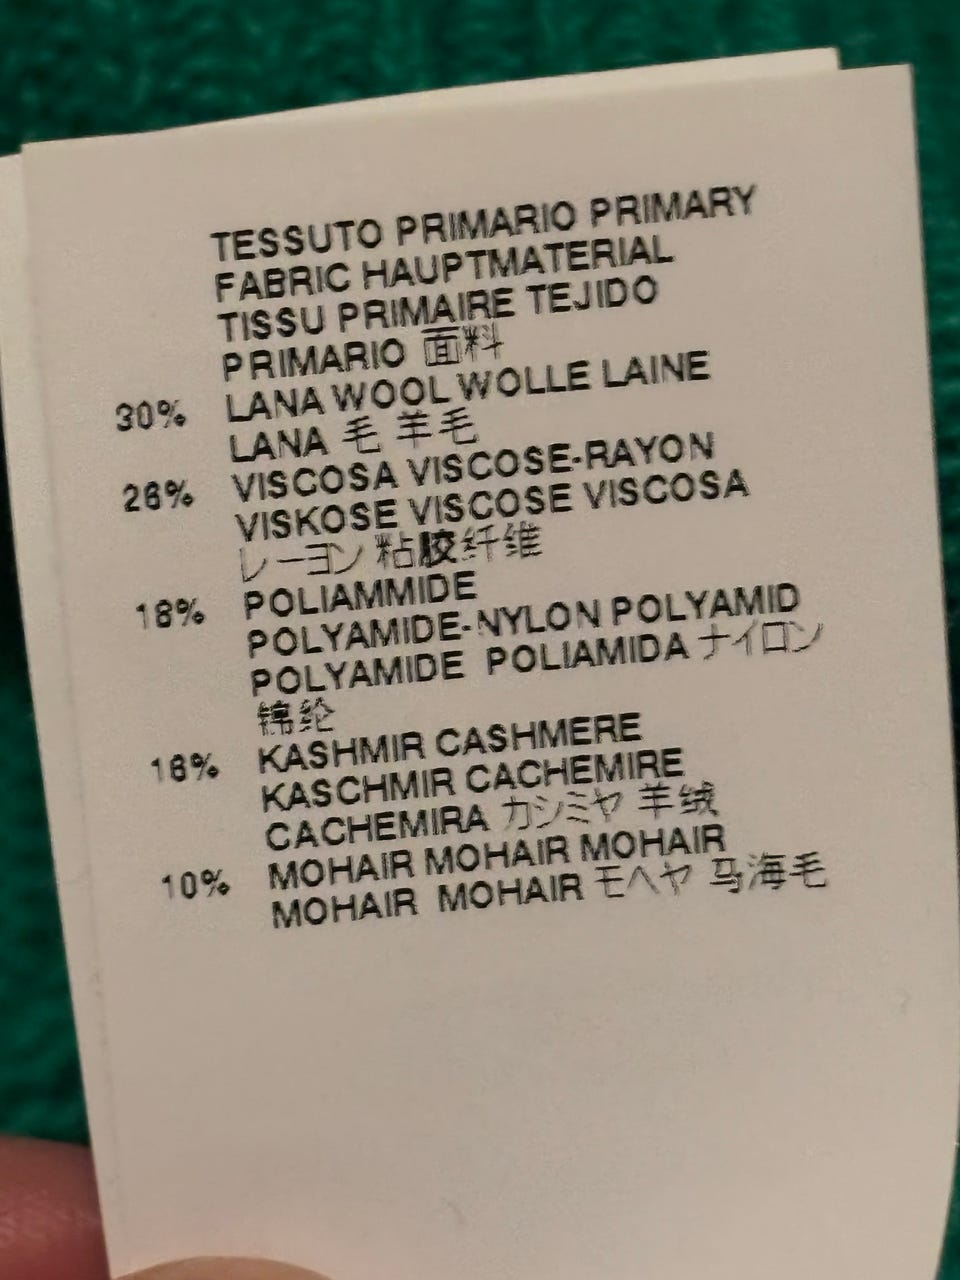 TESSUTO PRIMARIO PRIMARY
FABRIC HAUPTMATERIAL
TISSU PRIMAIRE TEJIDO
PRIMARIO 面料
30% LANA WOOL WOLLE LAINE
LANA 毛 羊毛
26% VISCOSA VISCOSE-RAYON
VISKOSE VISCOSE VISCOSA
レーヨン 粘胶纤维
18% POLIAMMIDE
POLYAMIDE-NYLON POLYAMID
POLYAMIDE POLIAMIDA ナイロン
锦纶
16% KASHMIR CASHMERE
KASCHMIR CACHEMIRE
CACHEMIRA カシミヤ 羊绒
10% MOHAIR MOHAIR MOHAIR
MOHAIR MOHAIR モヘヤ 马海毛